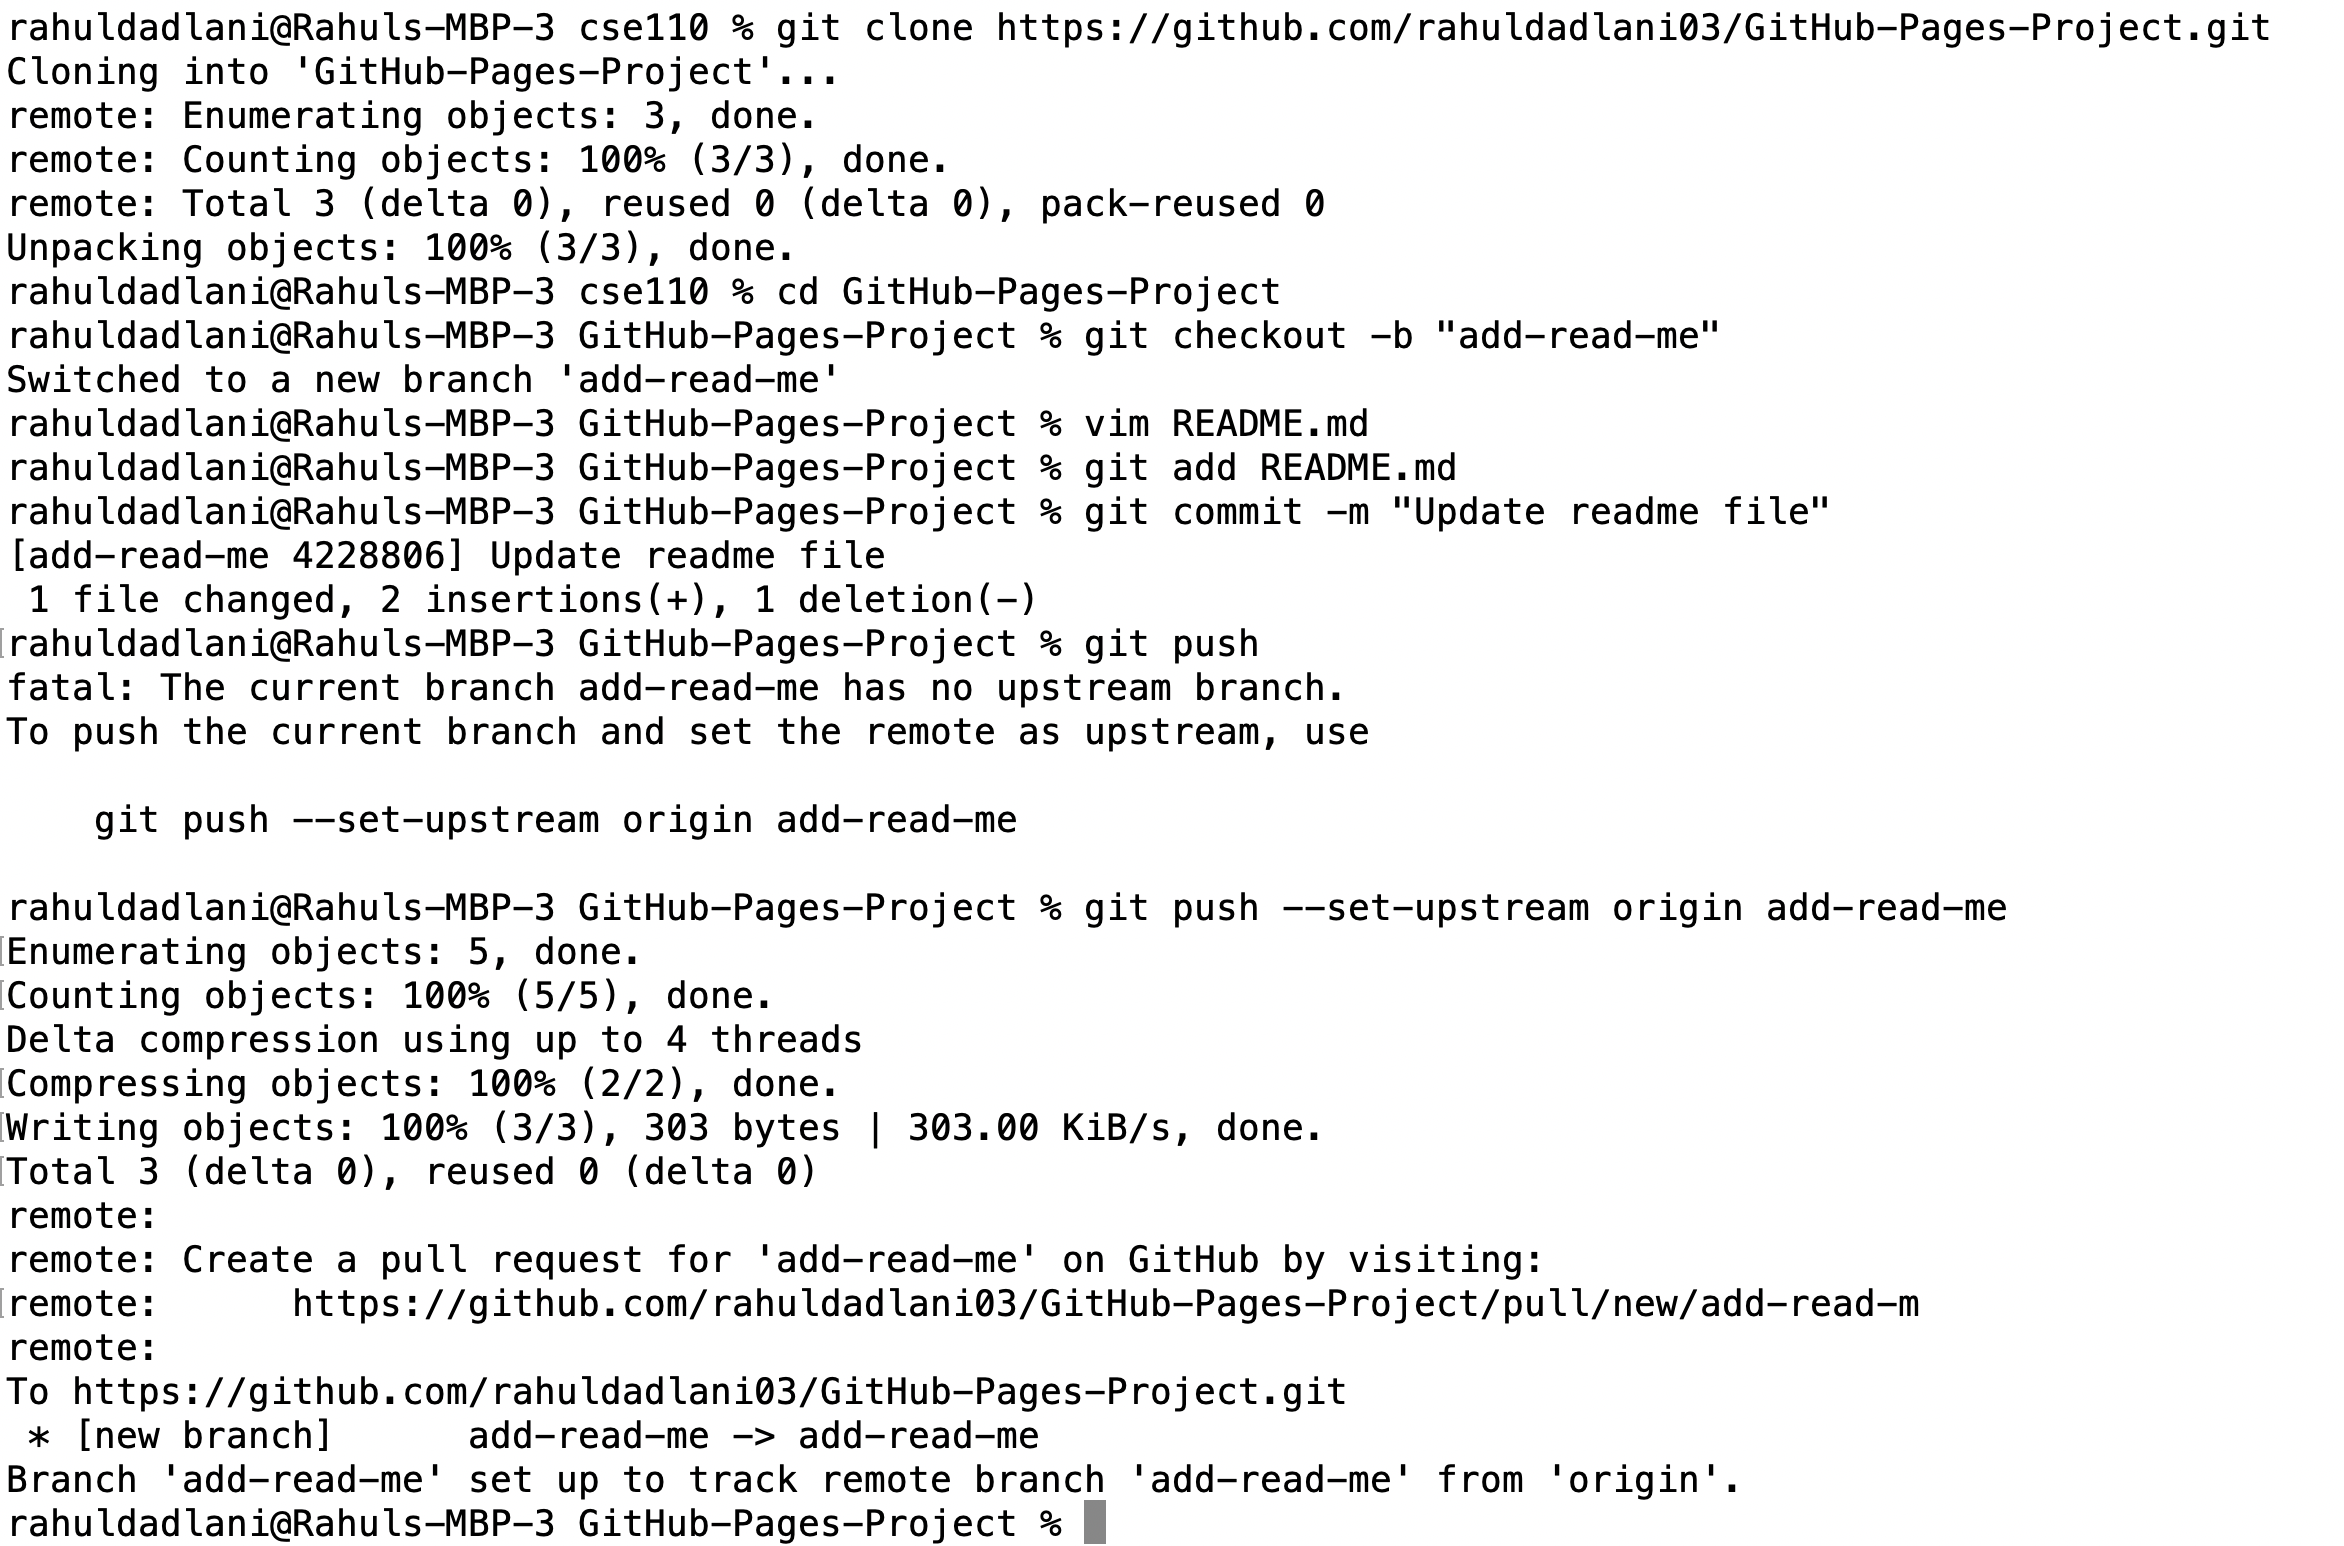 rahuldadlani@Rahuls-MBP-3 cse110 % git clone https://github.com/rahuldadlani03/GitHub-Pages-Project.git
Cloning into 'GitHub-Pages-Project'...
remote: Enumerating objects: 3, done.
remote: Counting objects: 100% (3/3), done.
remote: Total 3 (delta 0), reused 0 (delta 0), pack-reused 0
Unpacking objects: 100% (3/3), done.
rahuldadlani@Rahuls-MBP-3 cse110 % cd GitHub-Pages-Project
rahuldadlani@Rahuls-MBP-3 GitHub-Pages-Project % git checkout -b "add-read-me"
Switched to a new branch 'add-read-me'
rahuldadlani@Rahuls-MBP-3 GitHub-Pages-Project % vim README.md
rahuldadlani@Rahuls-MBP-3 GitHub-Pages-Project % git add README.md
rahuldadlani@Rahuls-MBP-3 GitHub-Pages-Project % git commit -m "Update readme file"
[add-read-me 4228806] Update readme file
 1 file changed, 2 insertions(+), 1 deletion(-)
rahuldadlani@Rahuls-MBP-3 GitHub-Pages-Project % git push
fatal: The current branch add-read-me has no upstream branch.
To push the current branch and set the remote as upstream, use
    git push --set-upstream origin add-read-me
rahuldadlani@Rahuls-MBP-3 GitHub-Pages-Project % git push --set-upstream origin add-read-me
Enumerating objects: 5, done.
Counting objects: 100% (5/5), done.
Delta compression using up to 4 threads
Compressing objects: 100% (2/2), done.
Writing objects: 100% (3/3), 303 bytes | 303.00 KiB/s, done.
Total 3 (delta 0), reused 0 (delta 0)
remote:
remote: Create a pull request for 'add-read-me' on GitHub by visiting:
remote:      https://github.com/rahuldadlani03/GitHub-Pages-Project/pull/new/add-read-m
remote:
To https://github.com/rahuldadlani03/GitHub-Pages-Project.git
 * [new branch]      add-read-me -> add-read-me
Branch 'add-read-me' set up to track remote branch 'add-read-me' from 'origin'.
rahuldadlani@Rahuls-MBP-3 GitHub-Pages-Project %